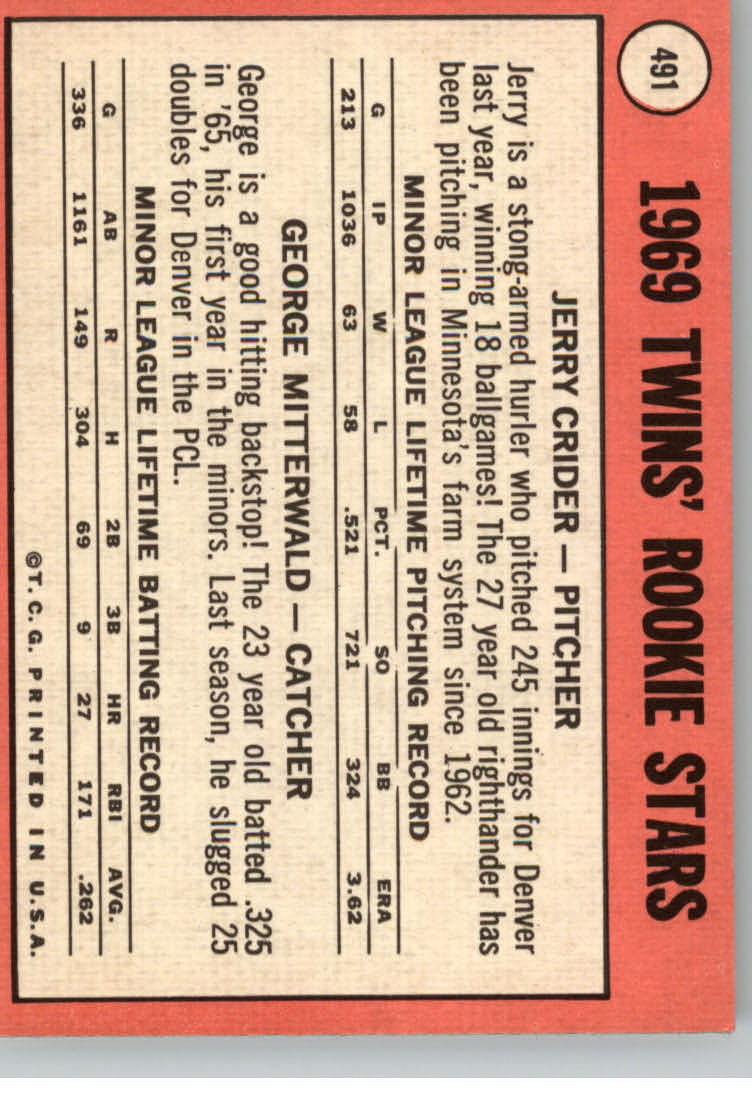 491
1969 TWINS' ROOKIE STARS
JERRY CRIDER — PITCHER
Jerry is a stong-armed hurler who pitched 245 innings for Denver
last year, winning 18 ballgames! The 27 year old righthander has
been pitching in Minnesota's farm system since 1962.
MINOR LEAGUE LIFETIME PITCHING RECORD
G IP W L PCT. SO BB ERA
213 1036 63 58 .521 721 324 3.62
GEORGE MITTERWALD — CATCHER
George is a good hitting backstop! The 23 year old batted .325
in '65, his first year in the minors. Last season, he slugged 25
doubles for Denver in the PCL.
MINOR LEAGUE LIFETIME BATTING RECORD
G AB R H 2B 3B HR RBI AVG.
336 1161 149 304 69 9 27 171 .262
©T.C.G. PRINTED IN U.S.A.